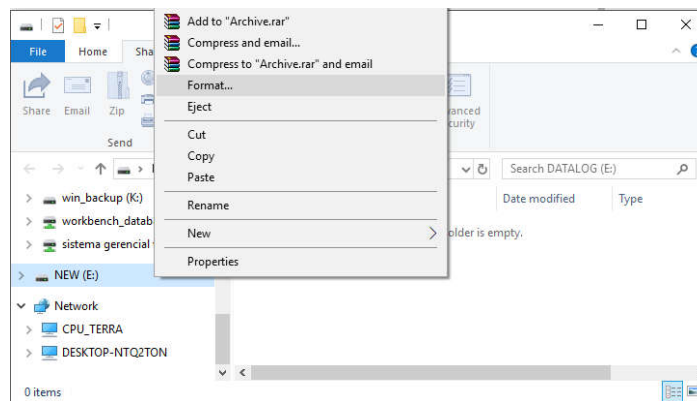 Add to "Archive.rar"
Compress and email...
Compress to "Archive.rar" and email
Format...
Eject
Cut
Copy
Paste
Rename
New
Properties
File Home Sha
Share Email Zip
Send
Search DATALOG (E:)
win_backup (K:)
workbench_datab
sistema gerencial
NEW (E:)
Network
CPU_TERRA
DESKTOP-NTQ2TON
Date modified Type
older is empty.
0 items